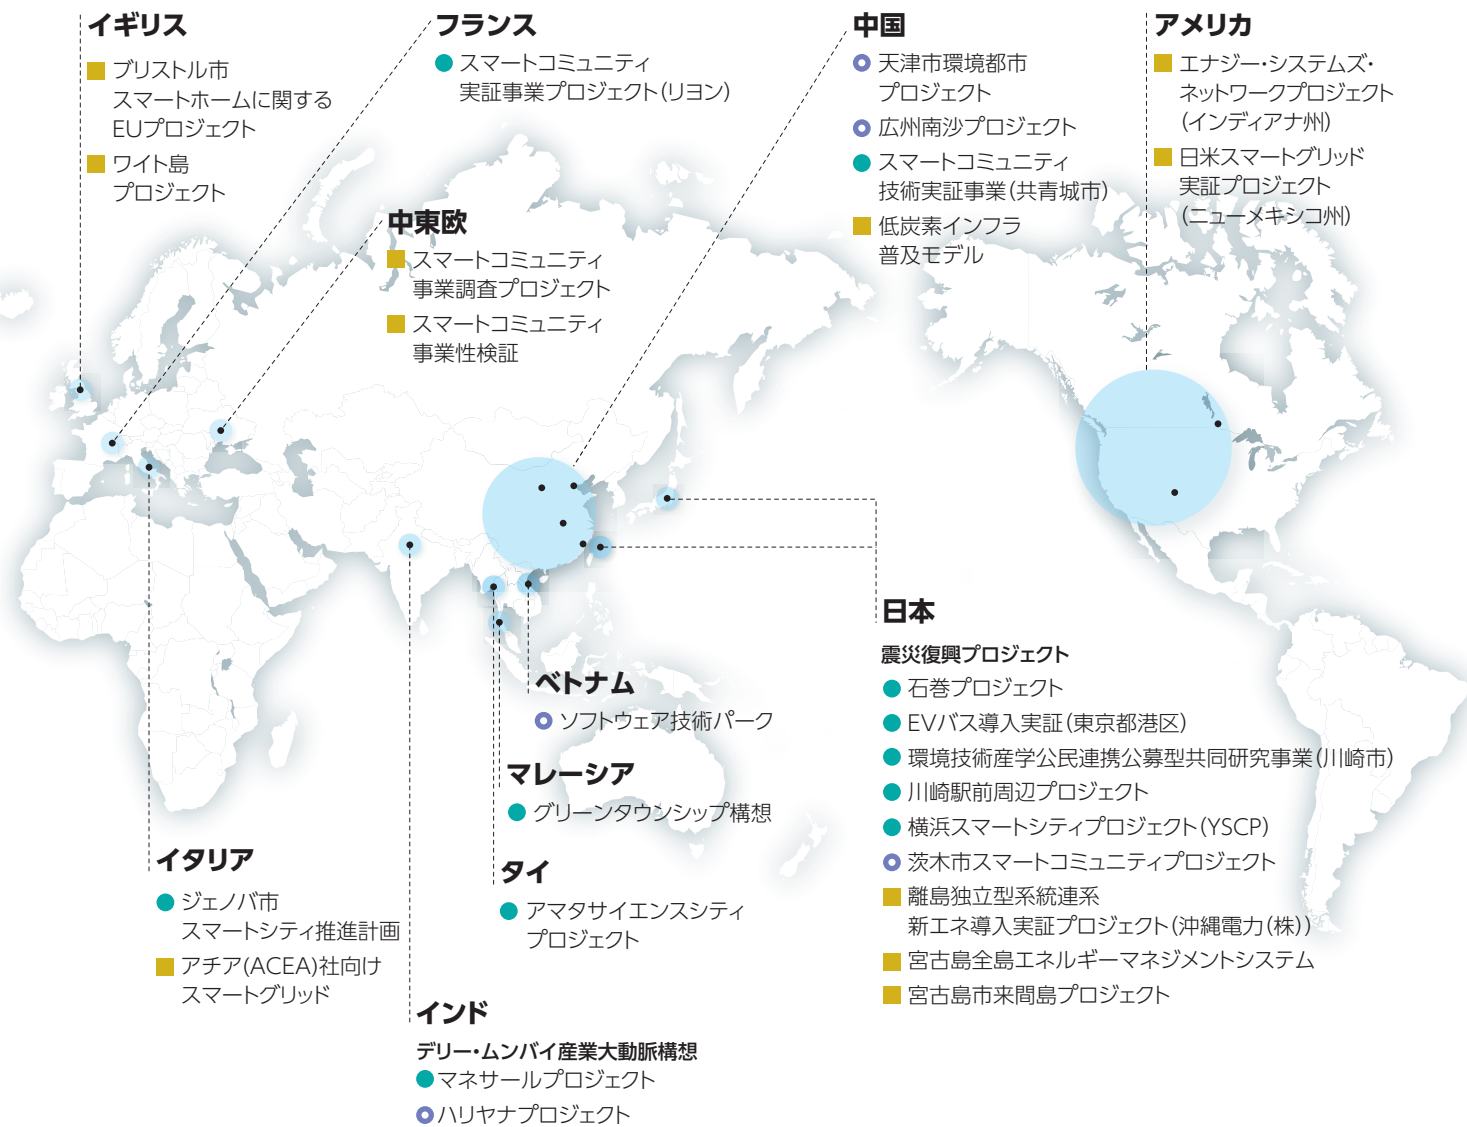 イギリス
ブリストル市
スマートホームに関する
EUプロジェクト
ワイト島
プロジェクト
フランス
スマートコミュニティ
実証事業プロジェクト(リヨン)
中東欧
スマートコミュニティ
事業調査プロジェクト
スマートコミュニティ
事業性検証
中国
天津市環境都市
プロジェクト
広州南沙プロジェクト
スマートコミュニティ
技術実証事業(共青城市)
低炭素インフラ
普及モデル
アメリカ
エナジー・システムズ・
ネットワークプロジェクト
(インディアナ州)
日米スマートグリッド
実証プロジェクト
(ニューメキシコ州)
日本
震災復興プロジェクト
石巻プロジェクト
EVバス導入実証(東京都港区)
環境技術産学公民連携公募型共同研究事業(川崎市)
川崎駅前周辺プロジェクト
横浜スマートシティプロジェクト(YSCP)
茨木市スマートコミュニティプロジェクト
離島独立型系統連系
新エネ導入実証プロジェクト(沖縄電力(株))
宮古島全島エネルギーマネジメントシステム
宮古島市来間島プロジェクト
ベトナム
ソフトウェア技術パーク
マレーシア
グリーンタウンシップ構想
タイ
アマタサイエンスシティ
プロジェクト
イタリア
ジェノバ市
スマートシティ推進計画
アチア(ACEA)社向け
スマートグリッド
インド
デリー・ムンバイ産業大動脈構想
マネサールプロジェクト
ハリヤナプロジェクト